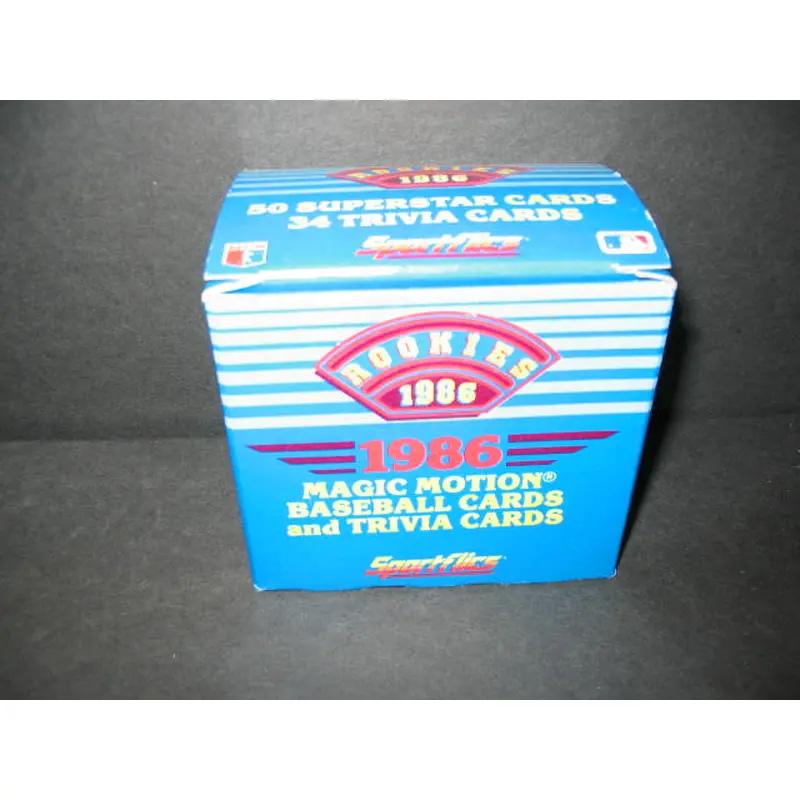 ROOKIES
1986
50 SUPERSTAR CARDS
34 TRIVIA CARDS
Sportflics
ROOKIES
1986
1986
MAGIC MOTION®
BASEBALL CARDS
and TRIVIA CARDS
Sportflics